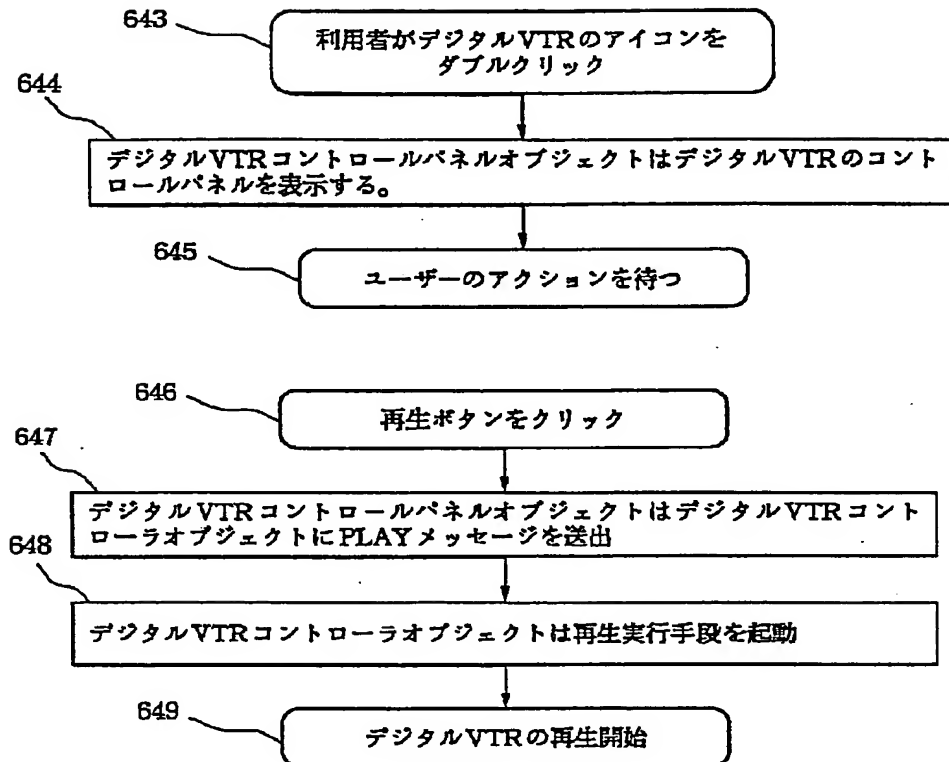 643
利用者がデジタルVTRのアイコンを
ダブルクリック
644
デジタルVTRコントロールパネルオブジェクトはデジタルVTRのコント
ロールパネルを表示する。
645
ユーザーのアクションを待つ
646
再生ボタンをクリック
647
デジタルVTRコントロールパネルオブジェクトはデジタルVTRコント
ローラオブジェクトにPLAYメッセージを送出
648
デジタルVTRコントローラオブジェクトは再生実行手段を起動
649
デジタルVTRの再生開始